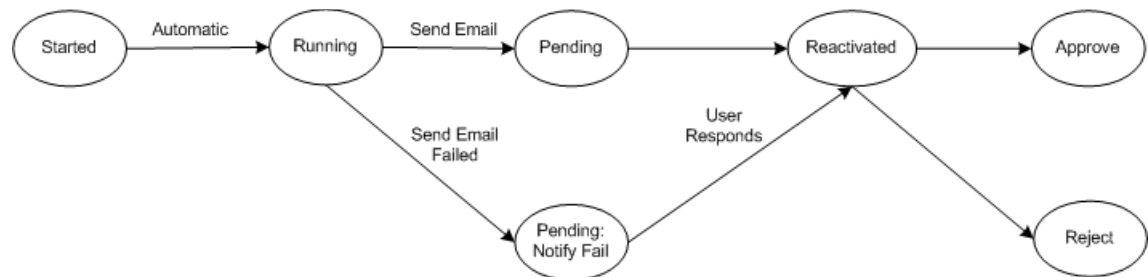 Started
Automatic
Running
Send Email
Pending
Reactivated
Approve
Send Email
Failed
User
Responds
Pending:
Notify Fail
Reject